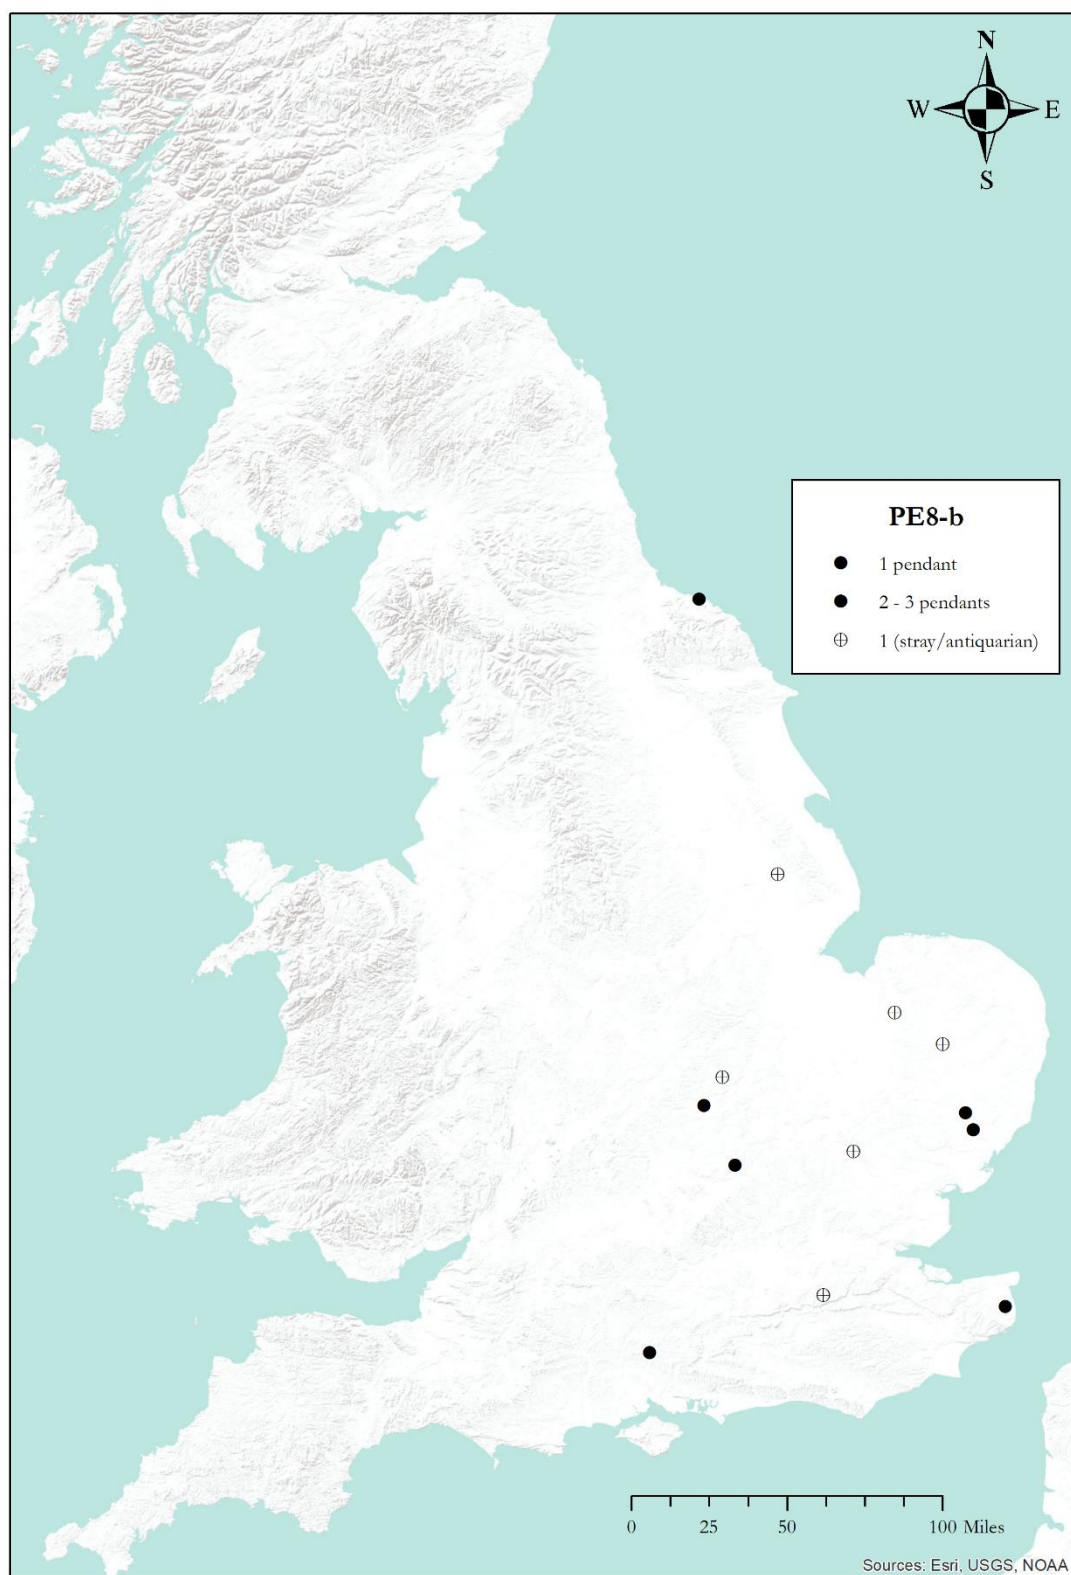 N
W E
S
PE8-b
1 pendant
2 - 3 pendants
1 (stray/antiquarian)
0 25 50 100 Miles
Sources: Esri, USGS, NOAA